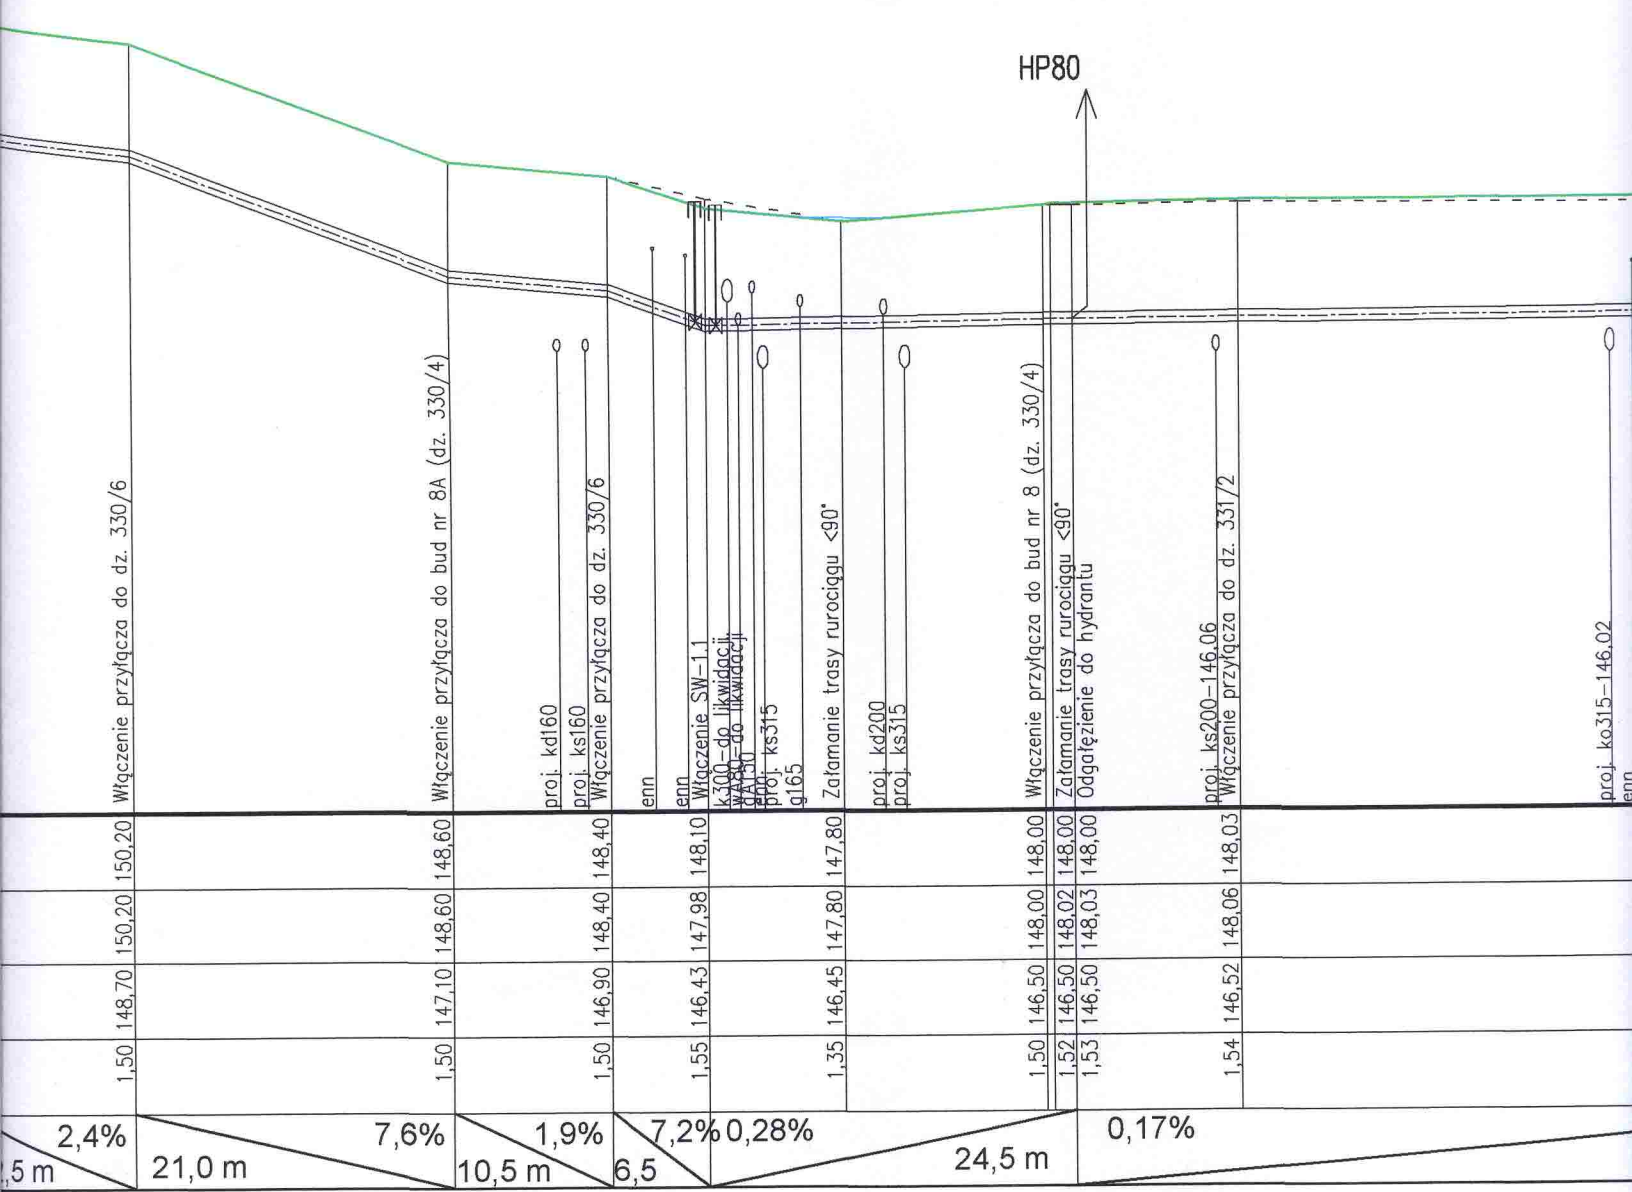 HP80
Włączenie przyłącza do dz. 330/6
Włączenie przyłącza do bud nr 8A (dz. 330/4)
proj. kd160
proj. ks160
Włączenie przyłącza do dz. 330/6
enn
enn
Włączenie SW-1.1
k300-do likwidacji
wA80-do likwidacji
proj. ks315
g165
Załamanie trasy rurociągu <90°
proj. kd200
proj. ks315
Włączenie przyłącza do bud nr 8 (dz. 330/4)
Załamanie trasy rurociągu <90°
Odgałęzienie do hydrantu
proj. ks200-146,06
Włączenie przyłącza do dz. 331/2
proj. ko315-146,02
enn
150,20 148,60 148,40 148,10 147,80 148,00 148,00 148,00 148,03
150,20 148,60 148,40 147,98 147,80 148,00 148,02 148,03 148,06
148,70 147,10 146,90 146,43 146,45 146,50 146,50 146,50 146,52
1,50 1,50 1,50 1,55 1,35 1,50 1,52 1,53 1,54
2,4% 7,6% 1,9% 7,2% 0,28% 0,17%
,5 m 21,0 m 10,5 m 6,5 24,5 m